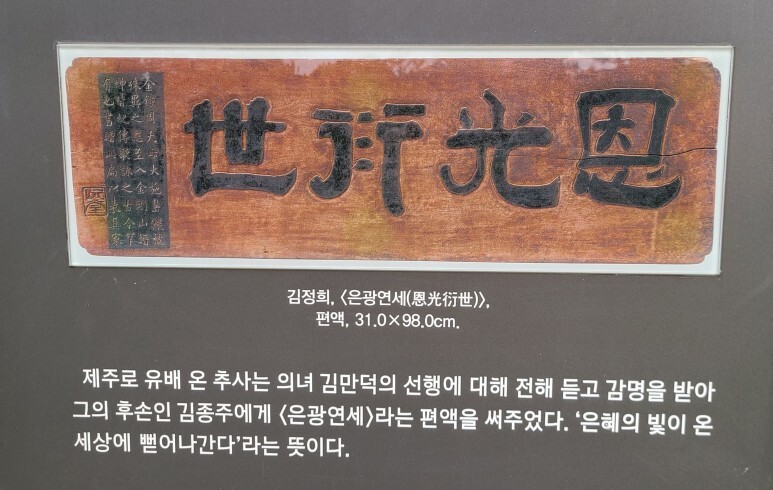 恩光衍世
김정희, 〈은광연세(恩光衍世)〉,
편액, 31.0×98.0cm.
제주로 유배 온 추사는 의녀 김만덕의 선행에 대해 전해 듣고 감명을 받아
그의 후손인 김종주에게 〈은광연세〉라는 편액을 써주었다. ‘은혜의 빛이 온
세상에 뻗어나간다’라는 뜻이다.